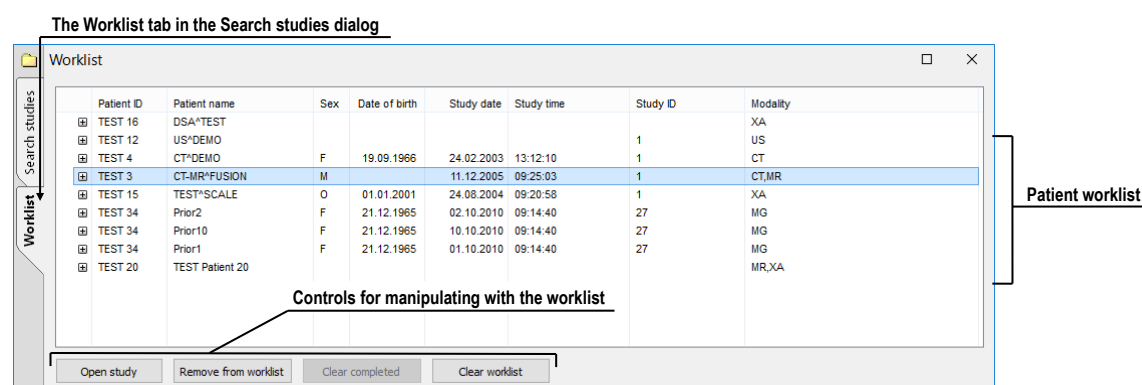 The Worklist tab in the Search studies dialog
Worklist
Search studies
Worklist
Patient ID Patient name Sex Date of birth Study date Study time Study ID Modality
TEST 16 DSA^TEST XA
TEST 12 US^DEMO 1 US
TEST 4 CT^DEMO F 19.09.1966 24.02.2003 13:12:10 1 CT
TEST 3 CT-MR^FUSION M 11.12.2005 09:25:03 1 CT,MR
TEST 15 TEST^SCALE O 01.01.2001 24.08.2004 09:20:58 1 XA
TEST 34 Prior2 F 21.12.1965 02.10.2010 09:14:40 27 MG
TEST 34 Prior10 F 21.12.1965 10.10.2010 09:14:40 27 MG
TEST 34 Prior1 F 21.12.1965 01.10.2010 09:14:40 27 MG
TEST 20 TEST Patient 20 MR,XA
Patient worklist
Controls for manipulating with the worklist
Open study Remove from worklist Clear completed Clear worklist